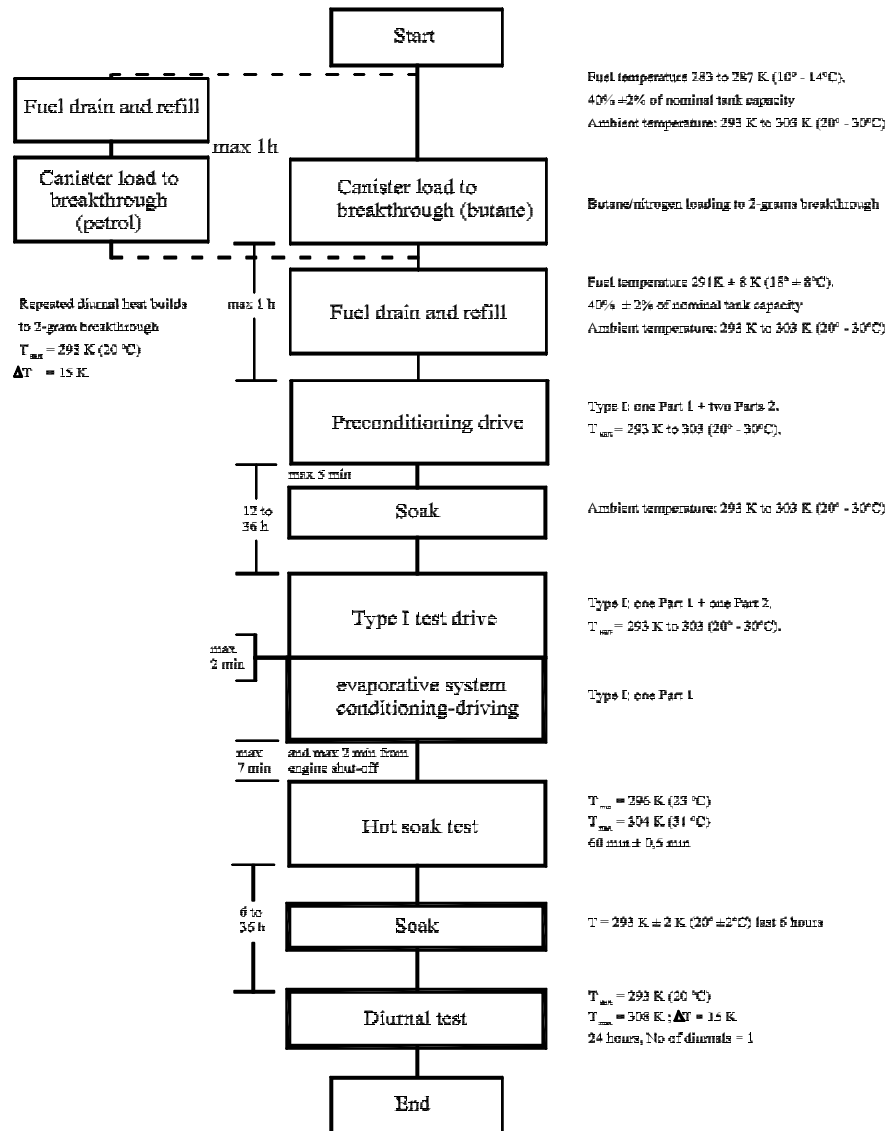 Start
Fuel temperature 283 to 287 K (10° - 14°C).
40% ±2% of nominal tank capacity
Ambient temperature: 293 K to 303 K (20° - 30°C)
Fuel drain and refill
max 1h
Canister load to
breakthrough
(petrol)
Canister load to
breakthrough (butane)
Butane/nitrogen loading to 2-grams breakthrough
Repeated diurnal heat builds
to 2-gram breakthrough
T start = 293 K (20 °C)
ΔT = 15 K
max 1 h
Fuel drain and refill
Fuel temperature 291K ± 8 K (18° ± 8°C).
40% ± 2% of nominal tank capacity
Ambient temperature: 293 K to 303 K (20° - 30°C)
Preconditioning drive
Type I: one Part 1 + two Parts 2.
T start = 293 K to 303 (20° - 30°C).
max 5 min
12 to
36 h
Soak
Ambient temperature: 293 K to 303 K (20° - 30°C)
Type I test drive
Type I; one Part 1 + one Part 2,
T start = 293 K to 303 (20° - 30°C).
max
2 min
evaporative system
conditioning-driving
Type I; one Part 1
max
7 min
and max 2 min from
engine shut-off
Hot soak test
T min = 296 K (23 °C)
T max = 304 K (31 °C)
60 min ± 0,5 min
6 to
36 h
Soak
T = 293 K ± 2 K (20° ±2°C) last 6 hours
Diurnal test
T start = 293 K (20 °C)
T max = 308 K ; ΔT = 15 K
24 hours, No of diurnals = 1
End